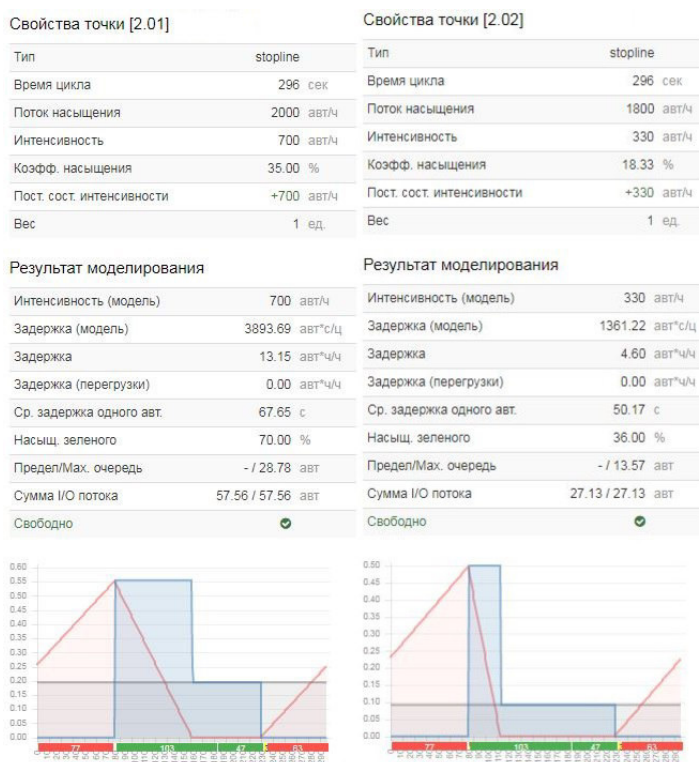 Свойства точки [2.01]
Тип stopline
Время цикла 296 сек
Поток насыщения 2000 авт/ч
Интенсивность 700 авт/ч
Коэфф. насыщения 35.00 %
Пост. сост. интенсивности +700 авт/ч
Вес 1 ед.
Результат моделирования
Интенсивность (модель) 700 авт/ч
Задержка (модель) 3893.69 авт*с/ц
Задержка 13.15 авт*ч/ч
Задержка (перегрузки) 0.00 авт*ч/ч
Ср. задержка одного авт. 67.65 с
Насыщ. зеленого 70.00 %
Предел/Max. очередь - / 28.78 авт
Сумма I/O потока 57.56 / 57.56 авт
Свободно
0.60
0.55
0.50
0.45
0.40
0.35
0.30
0.25
0.20
0.15
0.10
0.05
0.00
77 103 47 63
Свойства точки [2.02]
Тип stopline
Время цикла 296 сек
Поток насыщения 1800 авт/ч
Интенсивность 330 авт/ч
Коэфф. насыщения 18.33 %
Пост. сост. интенсивности +330 авт/ч
Вес 1 ед.
Результат моделирования
Интенсивность (модель) 330 авт/ч
Задержка (модель) 1361.22 авт*с/ц
Задержка 4.60 авт*ч/ч
Задержка (перегрузки) 0.00 авт*ч/ч
Ср. задержка одного авт. 50.17 с
Насыщ. зеленого 36.00 %
Предел/Max. очередь - / 13.57 авт
Сумма I/O потока 27.13 / 27.13 авт
Свободно
0.50
0.45
0.40
0.35
0.30
0.25
0.20
0.15
0.10
0.05
0.00
77 103 47 63